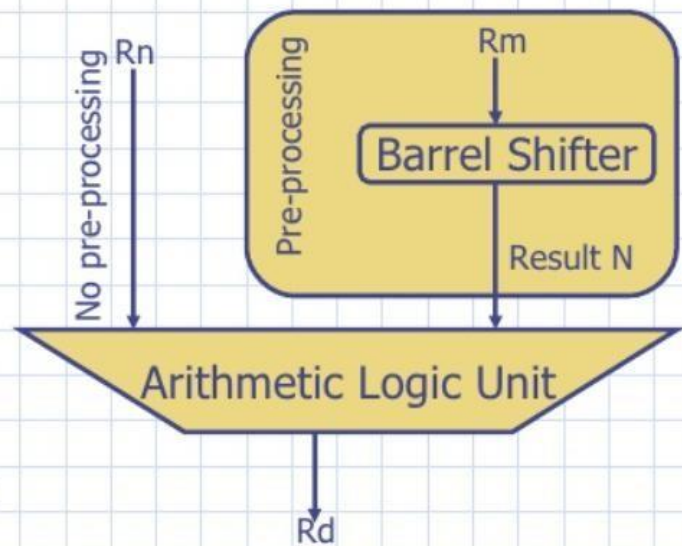 No pre-processing
Rn
Pre-processing
Rm
Barrel Shifter
Result N
Arithmetic Logic Unit
Rd